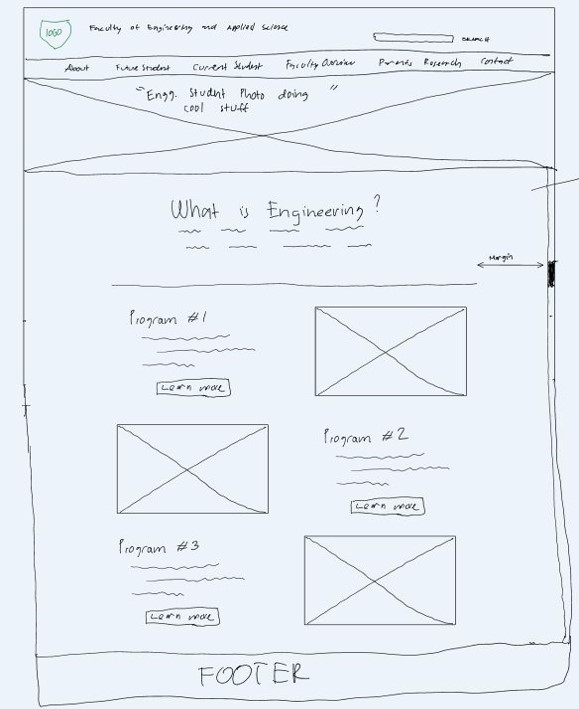 LOGO
Faculty of Engineering and Applied Science
SEARCH
About Future Student Current Student Faculty Overview Parents Research Contact
"Engg. Student Photo doing "
cool stuff
What is Engineering?
Margin
Program #1
Learn more
Program #2
Learn more
Program #3
Learn more
FOOTER